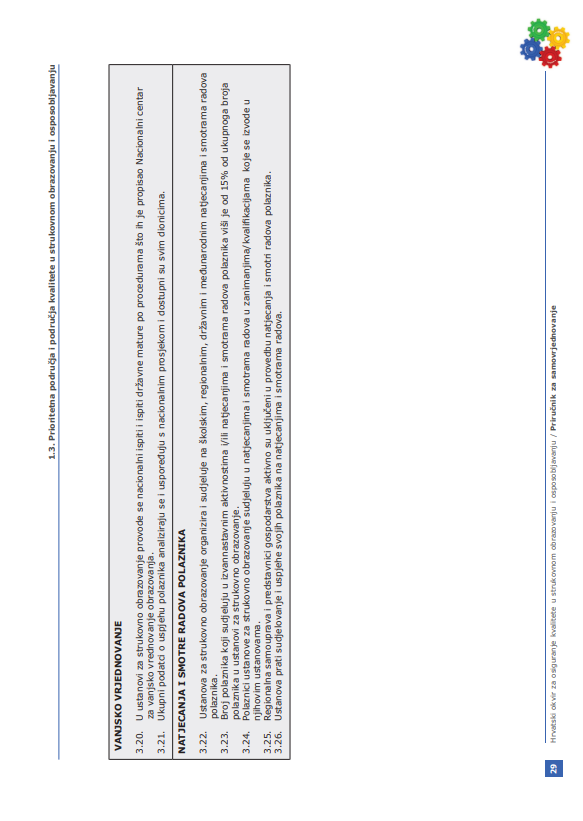 1.3. Prioritetna područja i područja kvalitete u strukovnom obrazovanju i osposobljavanju
VANJSKO VRJEDNOVANJE
3.20. U ustanovi za strukovno obrazovanje provode se nacionalni ispiti i ispiti državne mature po procedurama što ih je propisao Nacionalni centar
za vanjsko vrednovanje obrazovanja.
3.21. Ukupni podatci o uspjehu polaznika analiziraju se i uspoređuju s nacionalnim prosjekom i dostupni su svim dionicima.
NATJECANJA I SMOTRE RADOVA POLAZNIKA
3.22. Ustanova za strukovno obrazovanje organizira i sudjeluje na školskim, regionalnim, državnim i međunarodnim natjecanjima i smotrama radova
polaznika.
3.23. Broj polaznika koji sudjeluju u izvannastavnim aktivnostima i/ili natjecanjima i smotrama radova polaznika viši je od 15% od ukupnoga broja
polaznika u ustanovi za strukovno obrazovanje.
3.24. Polaznici ustanove za strukovno obrazovanje sudjeluju u natjecanjima i smotrama radova u zanimanjima/kvalifikacijama koje se izvode u
njihovim ustanovama.
3.25. Regionalna samouprava i predstavnici gospodarstva aktivno su uključeni u provedbu natjecanja i smotri radova polaznika.
3.26. Ustanova prati sudjelovanje i uspjehe svojih polaznika na natjecanjima i smotrama radova.
29 Hrvatski okvir za osiguranje kvalitete u strukovnom obrazovanju i osposobljavanju / Priručnik za samovrjednovanje